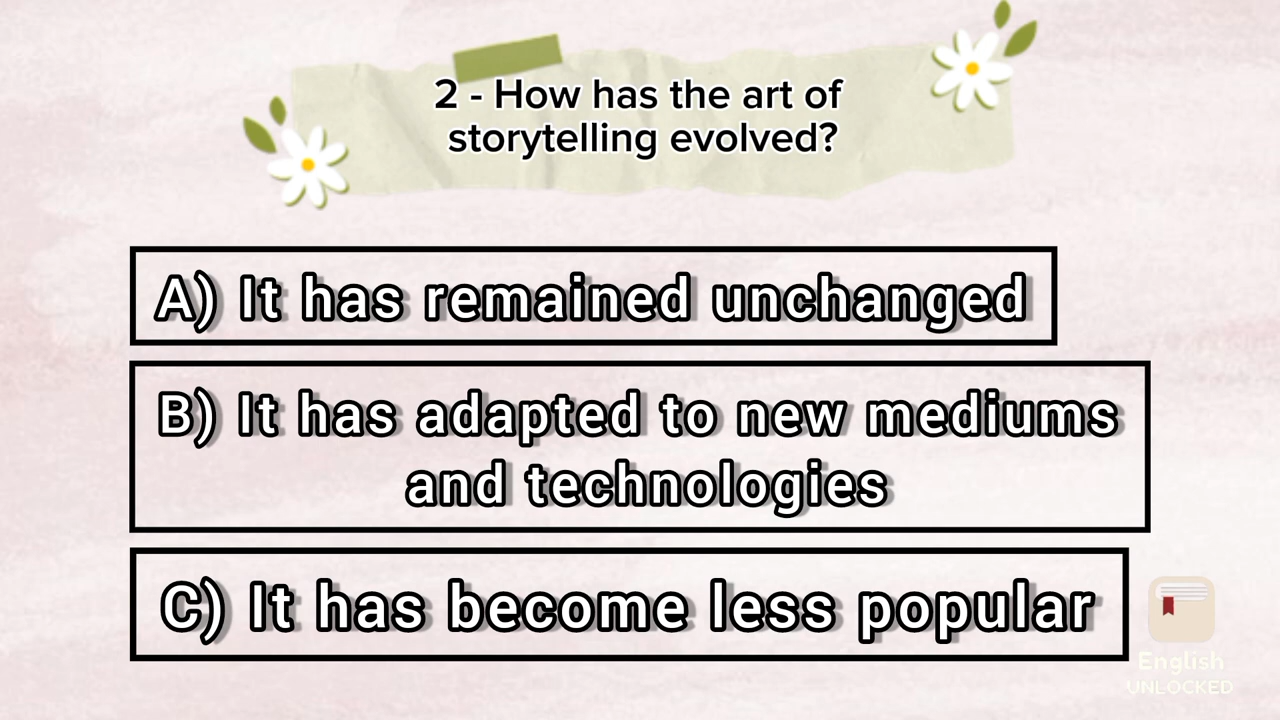 2 - How has the art of
storytelling evolved?
A) It has remained unchanged
B) It has adapted to new mediums
and technologies
C) It has become less popular
English
UNLOCKED